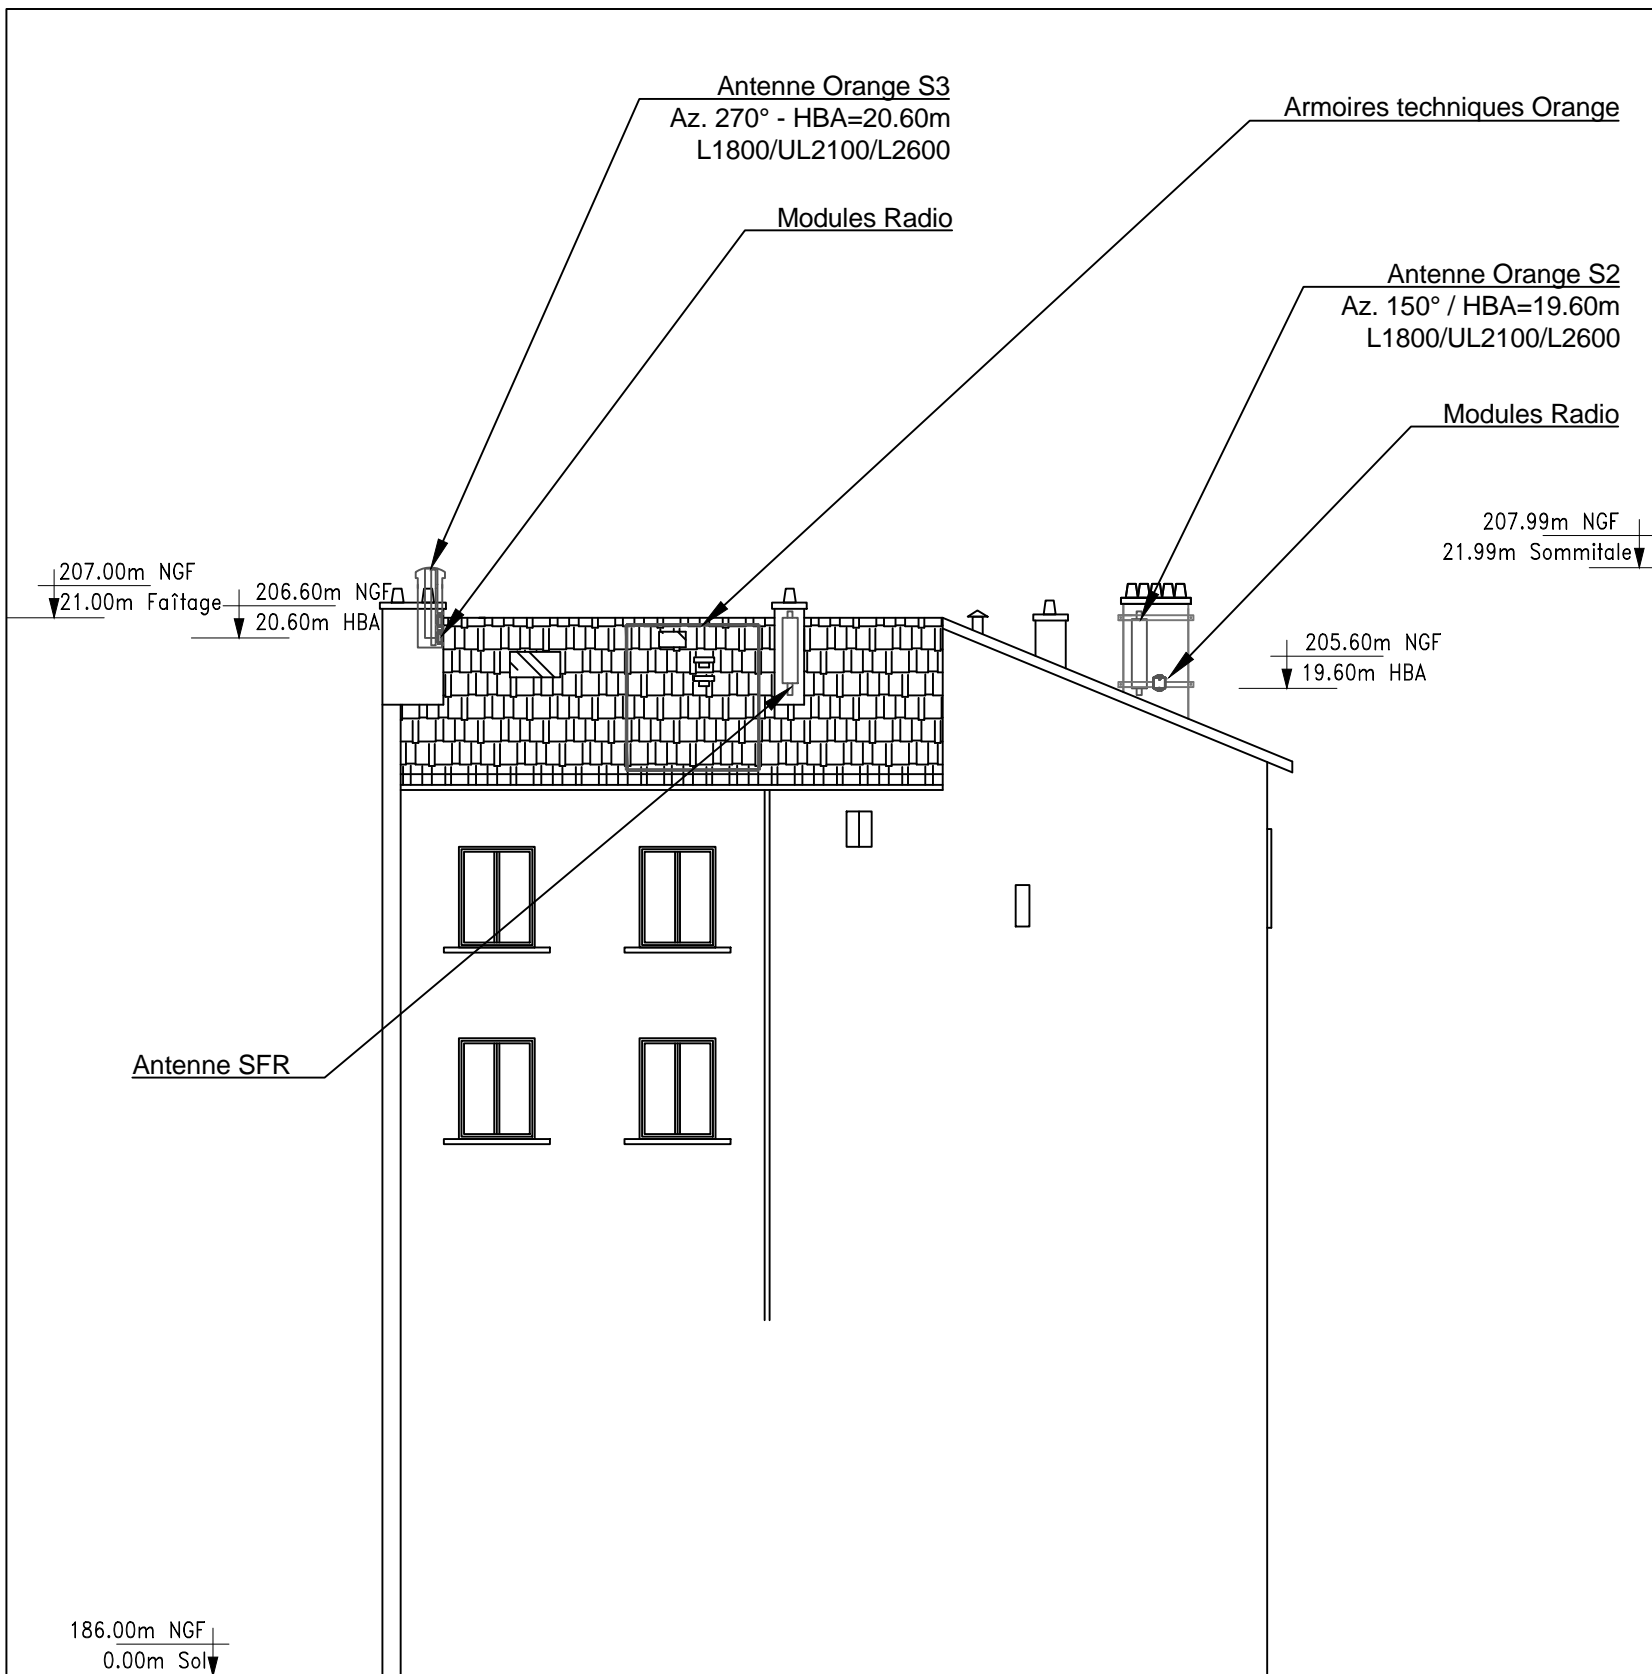 Antenne Orange S3
Az. 270° - HBA=20.60m
L1800/UL2100/L2600
Armoires techniques Orange
Modules Radio
Antenne Orange S2
Az. 150° / HBA=19.60m
L1800/UL2100/L2600
Modules Radio
207.99m NGF
21.99m Sommitale
207.00m NGF
21.00m Faîtage
206.60m NGF
20.60m HBA
205.60m NGF
19.60m HBA
Antenne SFR
186.00m NGF
0.00m Sol